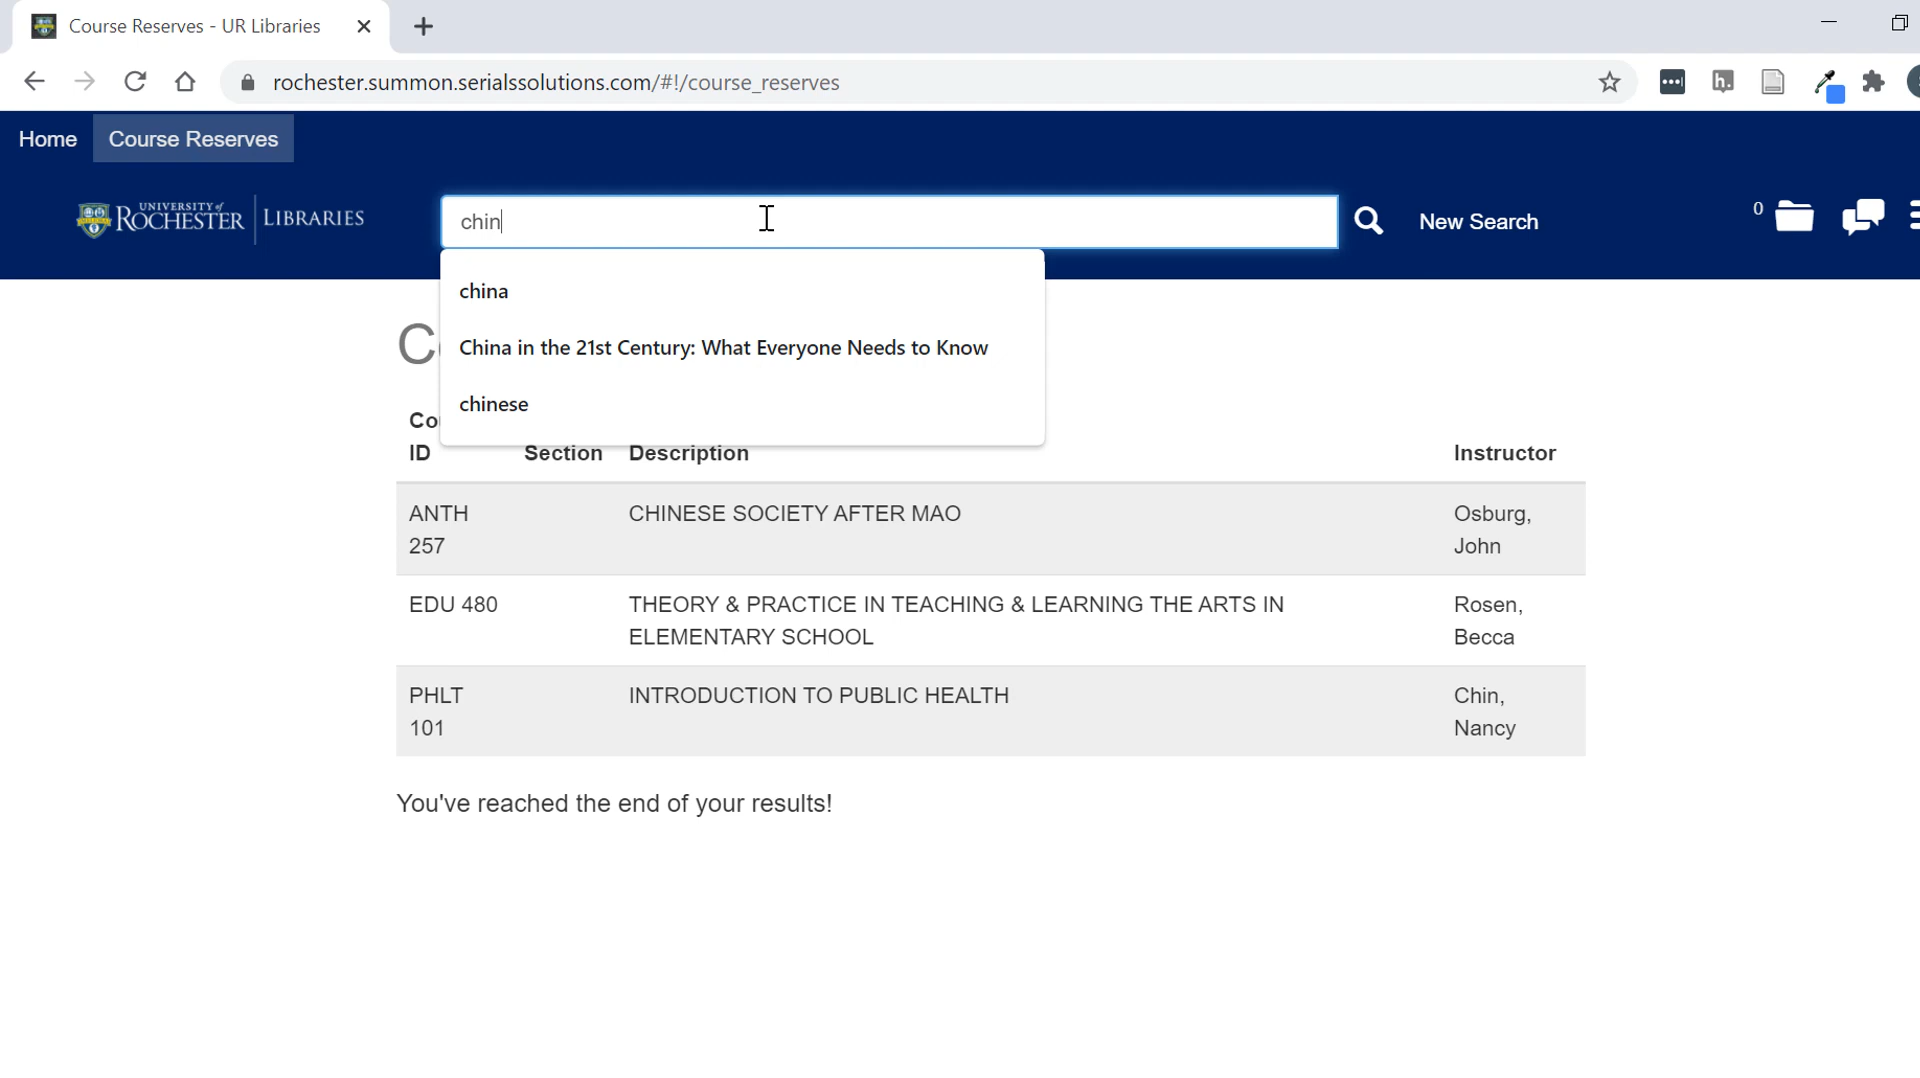 Course Reserves - UR Libraries
rochester.summon.serialssolutions.com/#!/course_reserves
h.
Home Course Reserves
UNIVERSITY of
ROCHESTER LIBRARIES
chin
New Search
0
china
China in the 21st Century: What Everyone Needs to Know
chinese
ID Section Description Instructor
ANTH CHINESE SOCIETY AFTER MAO Osburg,
257 John
EDU 480 THEORY & PRACTICE IN TEACHING & LEARNING THE ARTS IN Rosen,
ELEMENTARY SCHOOL Becca
PHLT INTRODUCTION TO PUBLIC HEALTH Chin,
101 Nancy
You've reached the end of your results!